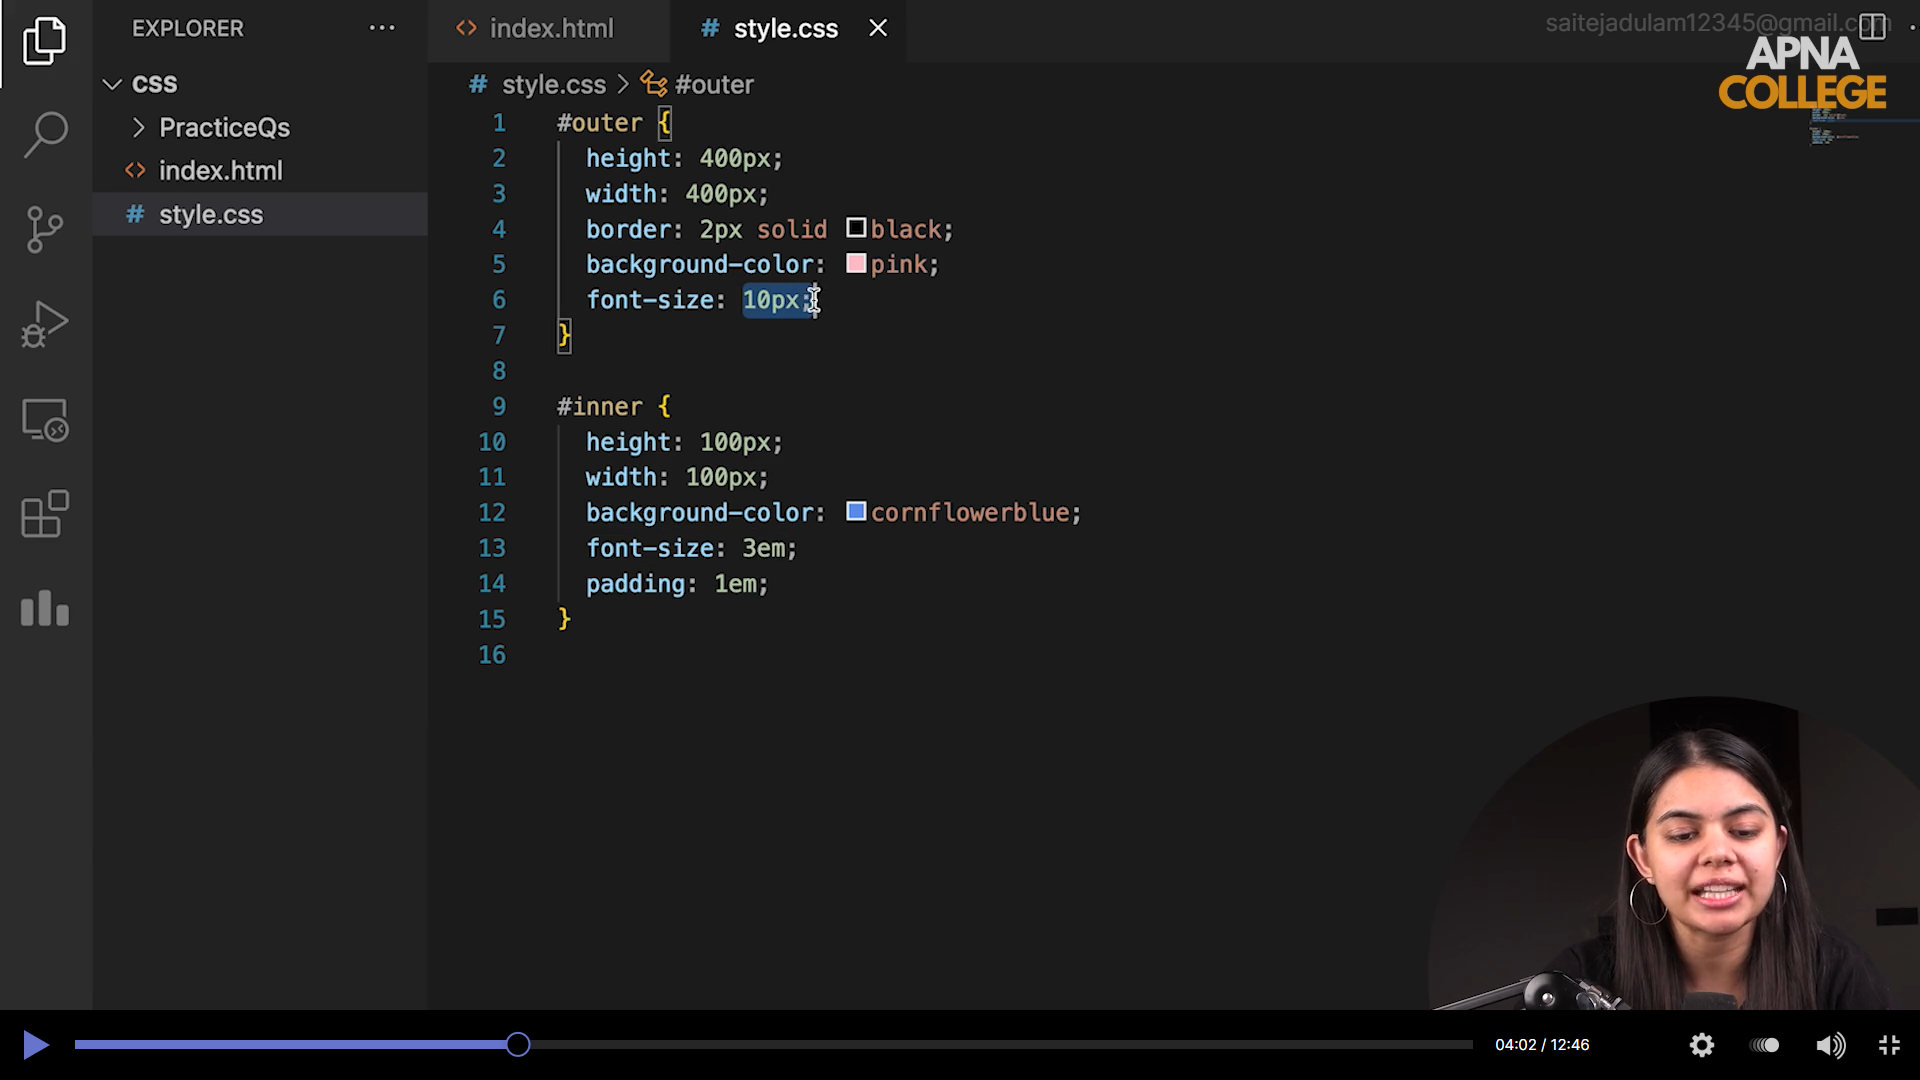 EXPLORER
index.html
style.css
saitejadulam12345@gmail.com
APNA
COLLEGE
CSS
PracticeQs
index.html
style.css
style.css > #outer
1 #outer {
2 height: 400px;
3 width: 400px;
4 border: 2px solid black;
5 background-color: pink;
6 font-size: 10px;
7 }
8
9 #inner {
10 height: 100px;
11 width: 100px;
12 background-color: cornflowerblue;
13 font-size: 3em;
14 padding: 1em;
15 }
16
04:02 / 12:46